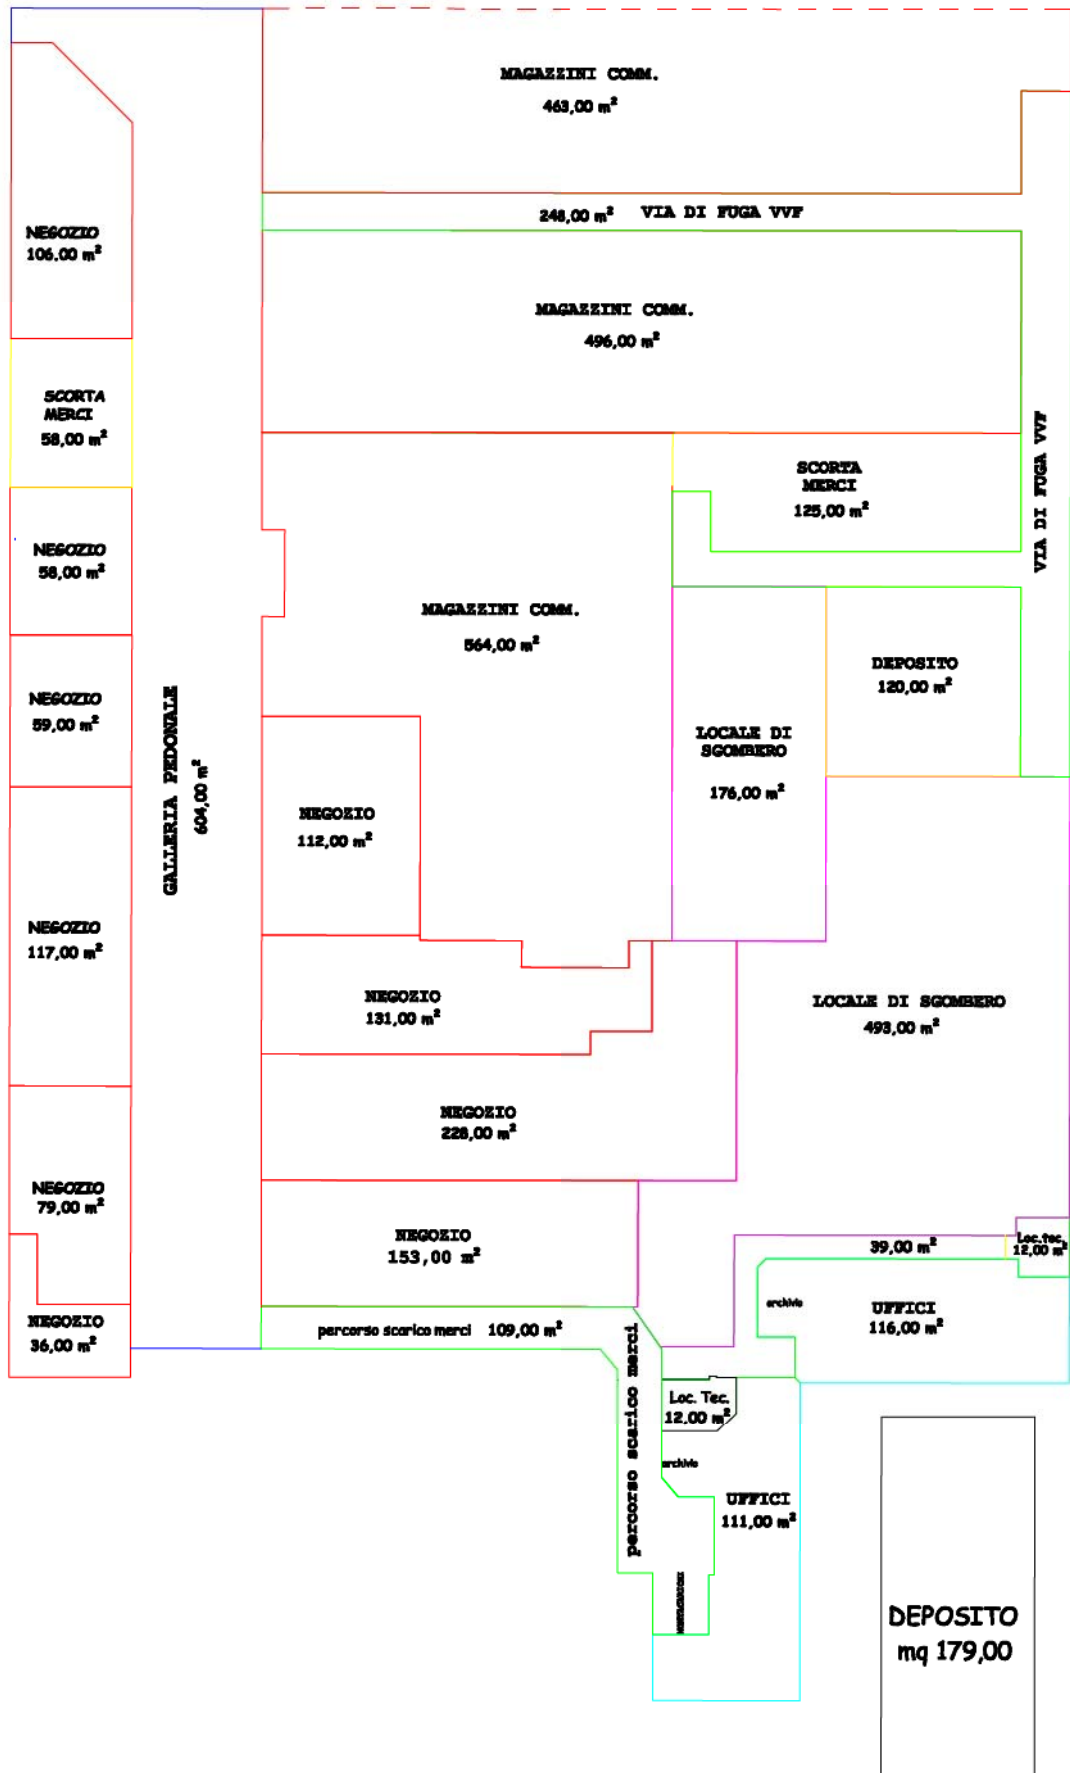 MAGAZZINI COMM.
463,00 m²
248,00 m² VIA DI FUGA VVF
NEGOZIO
106,00 m²
MAGAZZINI COMM.
496,00 m²
SCORTA
MERCI
58,00 m²
SCORTA
MERCI
125,00 m²
VIA DI FUGA VVF
NEGOZIO
58,00 m²
MAGAZZINI COMM.
564,00 m²
DEPOSITO
120,00 m²
NEGOZIO
59,00 m²
GALLERIA PEDONALE
604,00 m²
LOCALE DI
SGOMBERO
176,00 m²
NEGOZIO
112,00 m²
NEGOZIO
117,00 m²
NEGOZIO
131,00 m²
LOCALE DI SGOMBERO
493,00 m²
NEGOZIO
228,00 m²
NEGOZIO
79,00 m²
NEGOZIO
153,00 m²
39,00 m²
Loc.tec.
12,00 m²
archivio
UFFICI
116,00 m²
NEGOZIO
36,00 m²
percorso scarico merci 109,00 m²
percorso scarico merci
Loc. Tec.
12.00 m²
archivio
UFFICI
111,00 m²
MONTACARICHI
DEPOSITO
mq 179,00